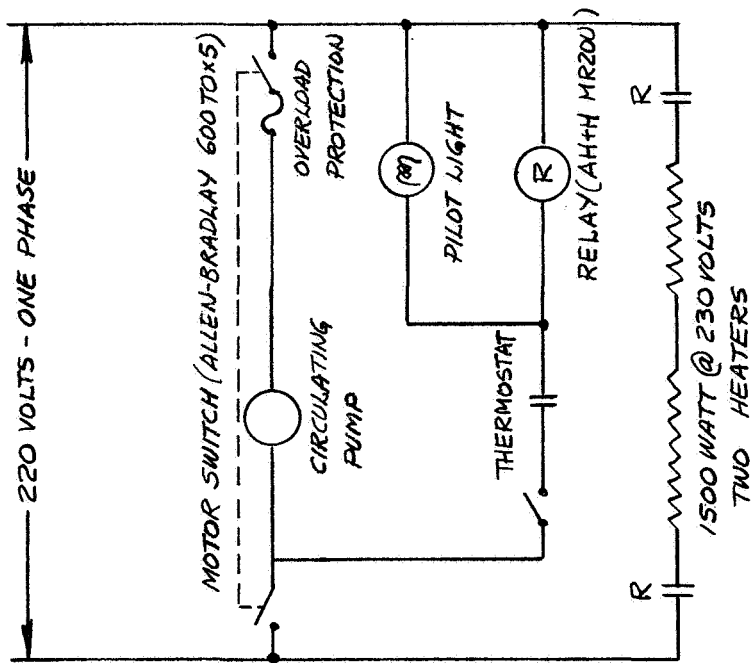 220 VOLTS - ONE PHASE
MOTOR SWITCH (ALLEN-BRADLAY 600TOX5)
OVERLOAD
PROTECTION
CIRCULATING
PUMP
PILOT LIGHT
R
RELAY (AH+H MR20U)
THERMOSTAT
R
R
1500 WATT @ 230 VOLTS
TWO HEATERS